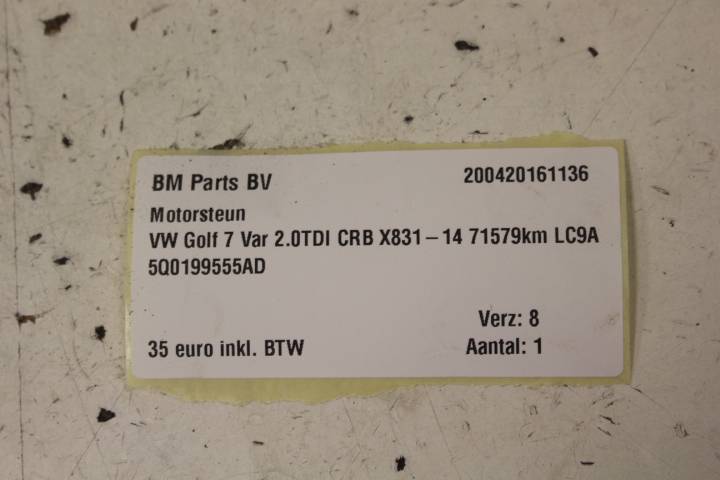 BM Parts BV 200420161136
Motorsteun
VW Golf 7 Var 2.0TDI CRB X831-14 71579km LC9A
5Q0199555AD
Verz: 8
35 euro inkl. BTW Aantal: 1